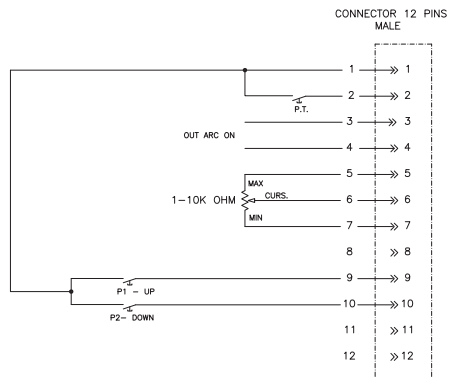 CONNECTOR 12 PINS
MALE
1 1
2 2
P.T.
3 3
OUT ARC ON
4 4
5 5
MAX
1-10K OHM CURS. 6 6
MIN
7 7
8 8
9 9
P1 - UP
10 10
P2- DOWN
11 11
12 12